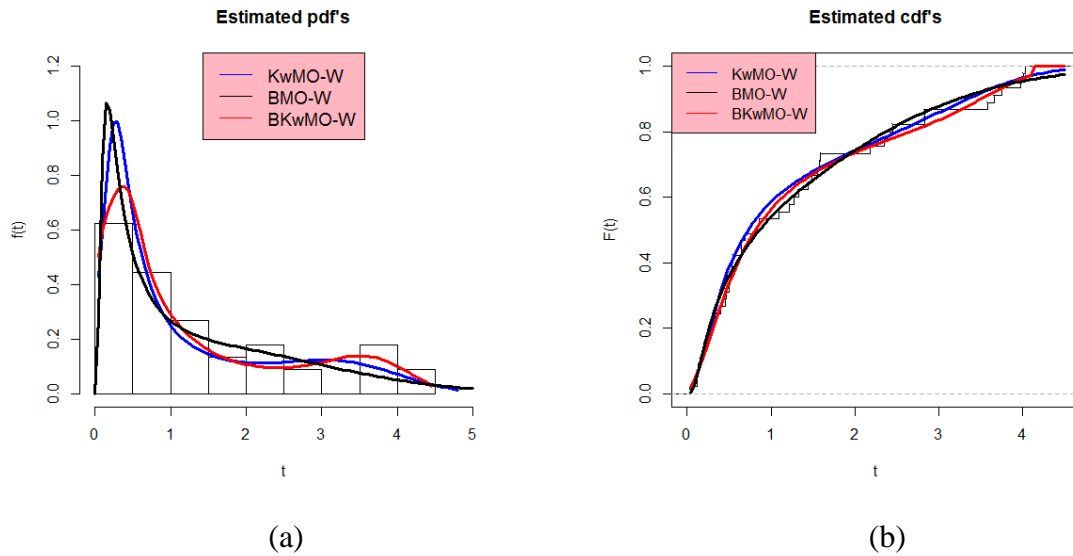 Estimated pdf's
KwMO-W
BMO-W
BKwMO-W
f(t)
1.2
1.0
0.8
0.6
0.4
0.2
0.0
0 1 2 3 4 5
t
(a)
Estimated cdf's
KwMO-W
BMO-W
BKwMO-W
F(t)
1.0
0.8
0.6
0.4
0.2
0.0
0 1 2 3 4
t
(b)